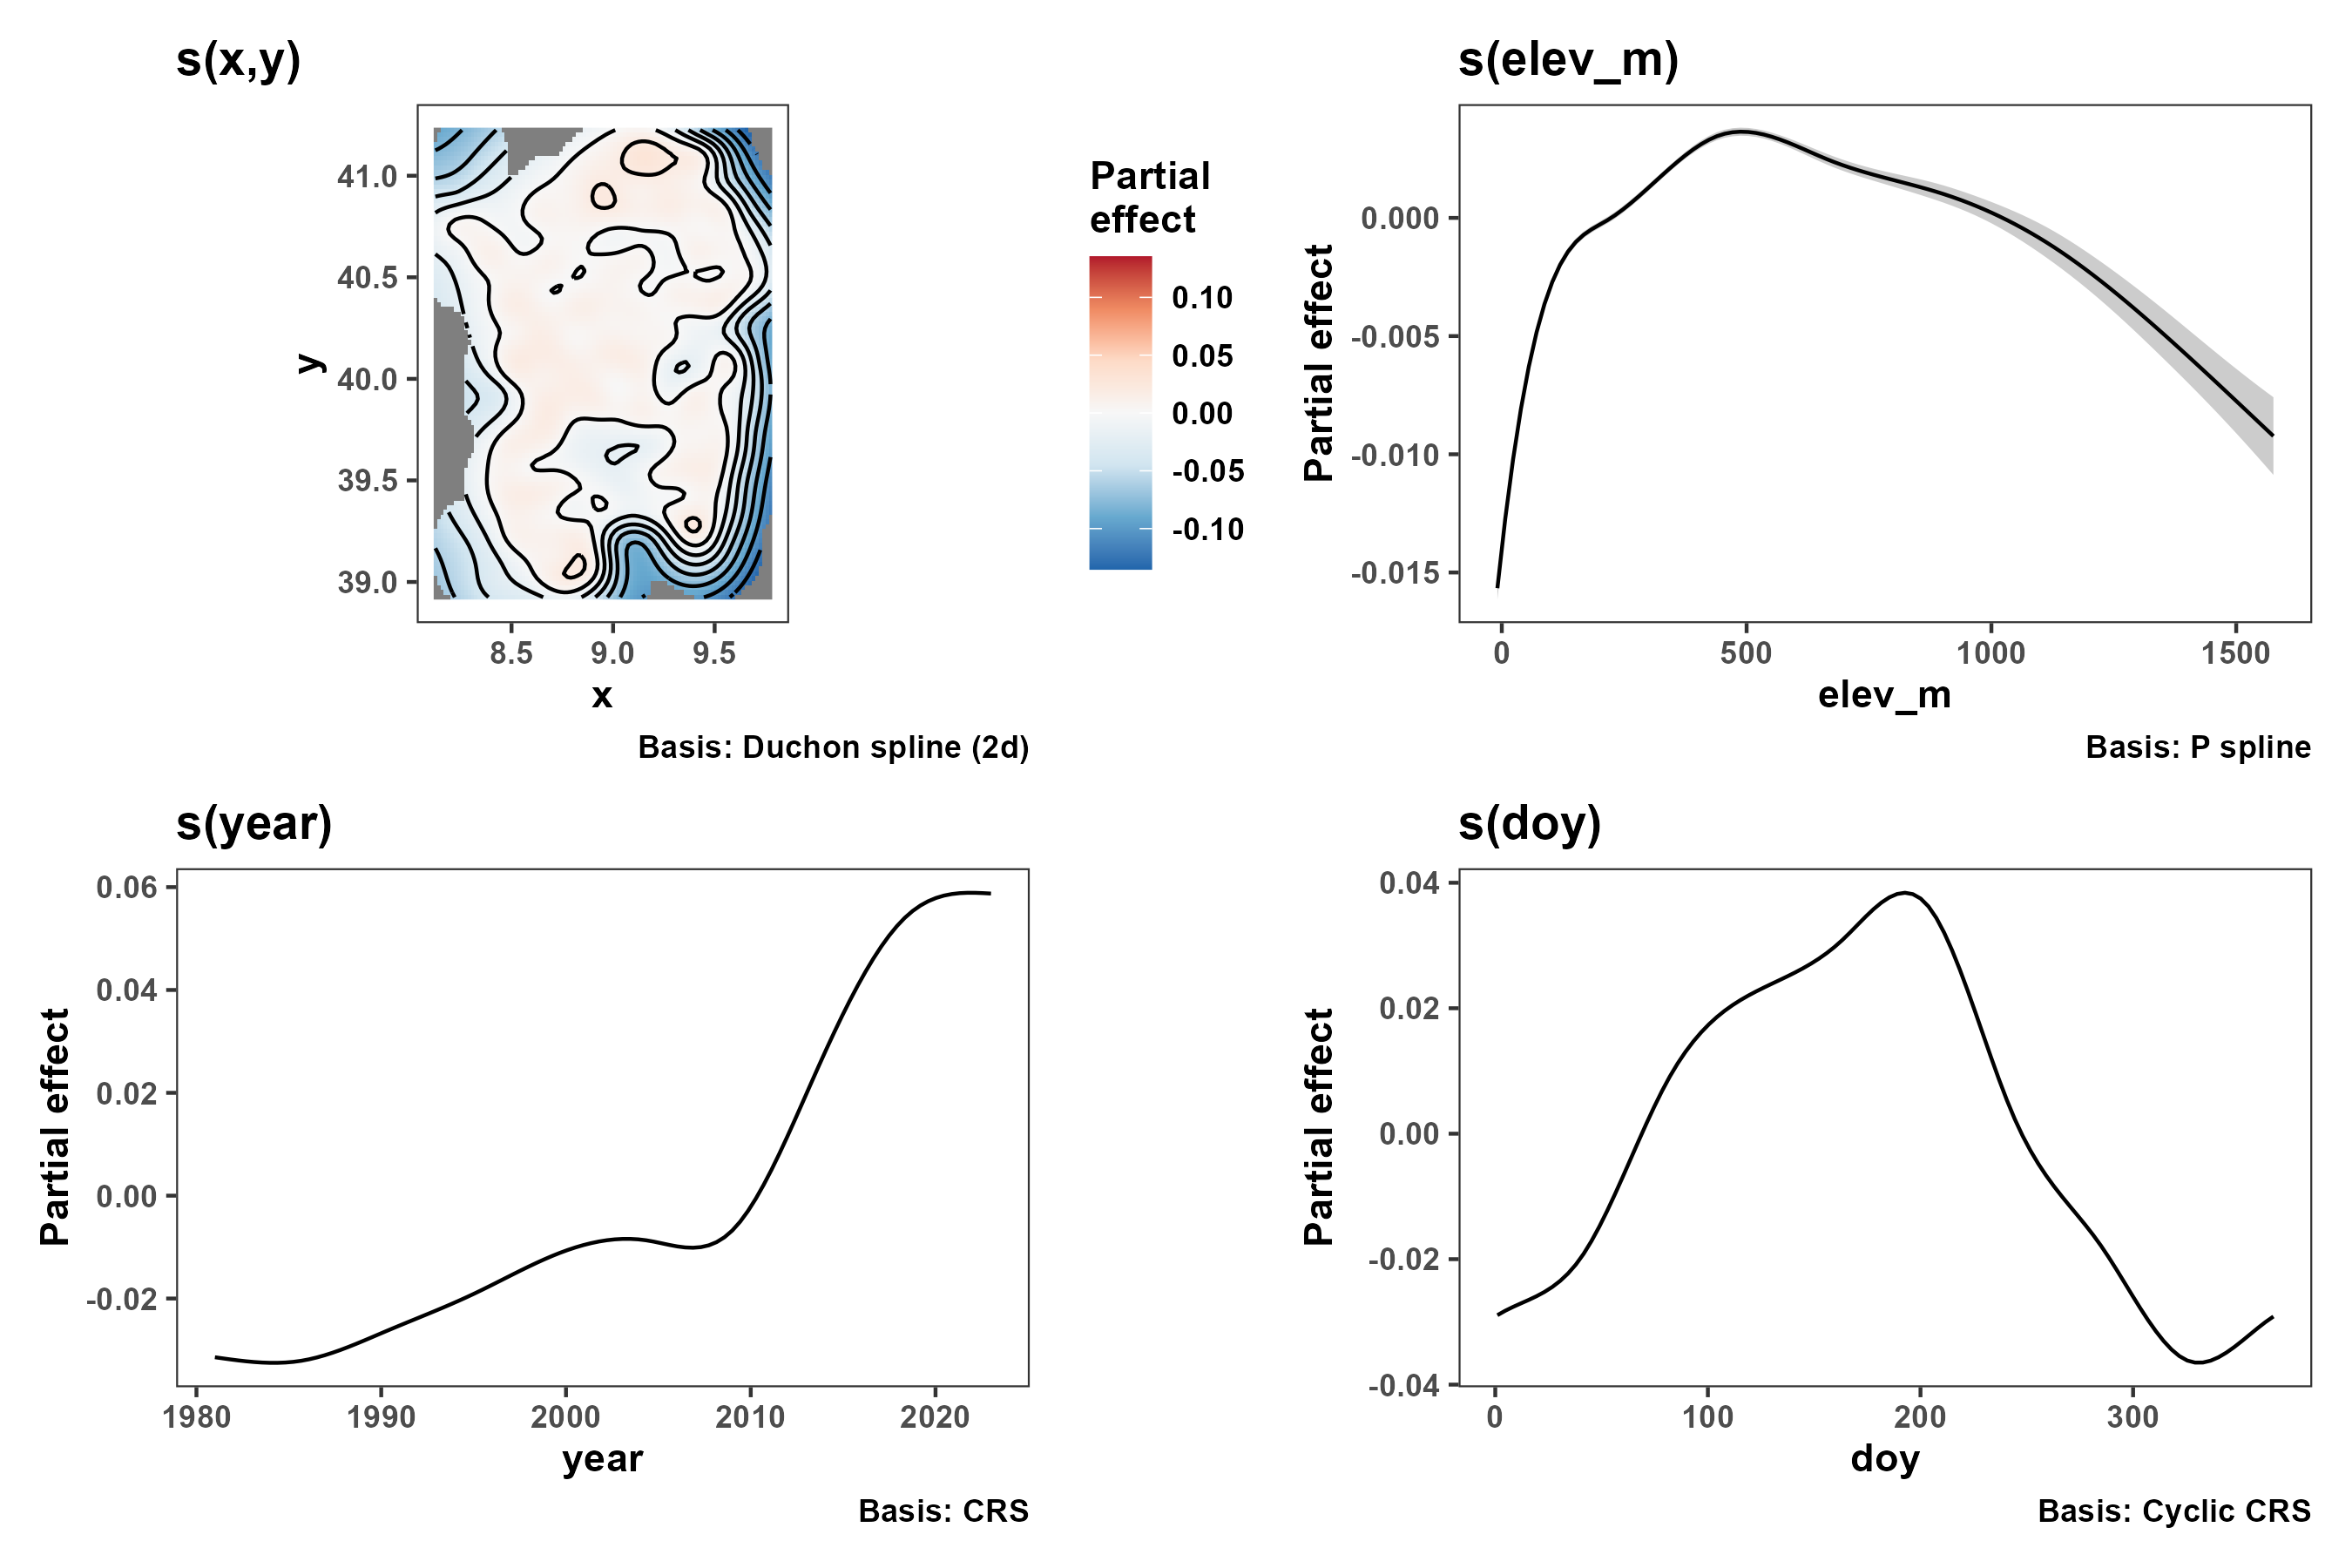 s(x,y)
41.0
40.5
40.0
39.5
39.0
y
8.5 9.0 9.5
x
Basis: Duchon spline (2d)
Partial
effect
0.10
0.05
0.00
-0.05
-0.10
s(elev_m)
Partial effect
0.000
-0.005
-0.010
-0.015
0 500 1000 1500
elev_m
Basis: P spline
s(year)
Partial effect
0.06
0.04
0.02
0.00
-0.02
1980 1990 2000 2010 2020
year
Basis: CRS
s(doy)
Partial effect
0.04
0.02
0.00
-0.02
-0.04
0 100 200 300
doy
Basis: Cyclic CRS